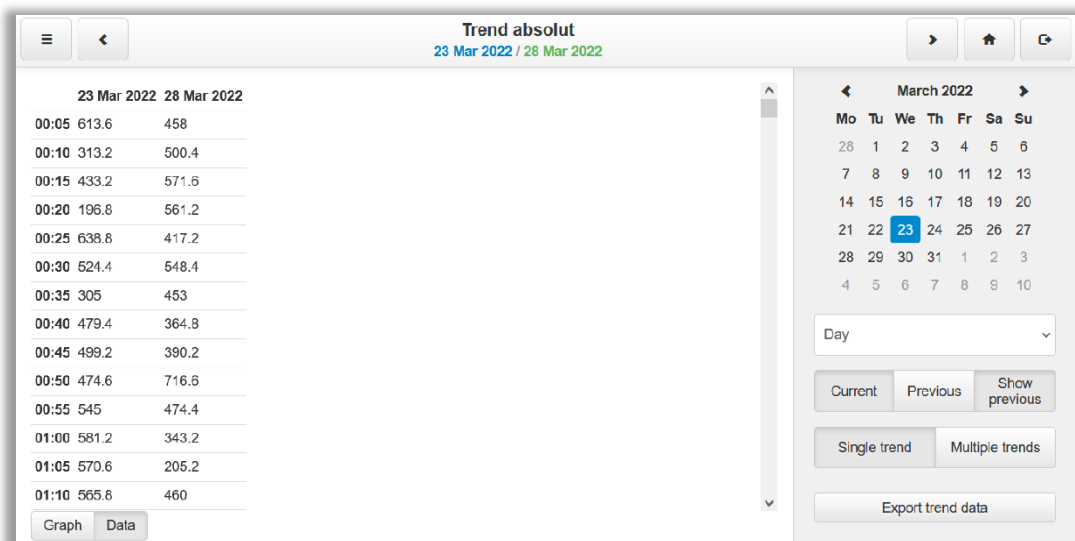 Trend absolut
23 Mar 2022 / 28 Mar 2022
23 Mar 2022 28 Mar 2022
00:05 613.6 458
00:10 313.2 500.4
00:15 433.2 571.6
00:20 196.8 561.2
00:25 638.8 417.2
00:30 524.4 548.4
00:35 305 453
00:40 479.4 364.8
00:45 499.2 390.2
00:50 474.6 716.6
00:55 545 474.4
01:00 581.2 343.2
01:05 570.6 205.2
01:10 565.8 460
Graph Data
March 2022
Mo Tu We Th Fr Sa Su
28 1 2 3 4 5 6
7 8 9 10 11 12 13
14 15 16 17 18 19 20
21 22 23 24 25 26 27
28 29 30 31 1 2 3
4 5 6 7 8 9 10
Day
Current Previous Show
previous
Single trend Multiple trends
Export trend data